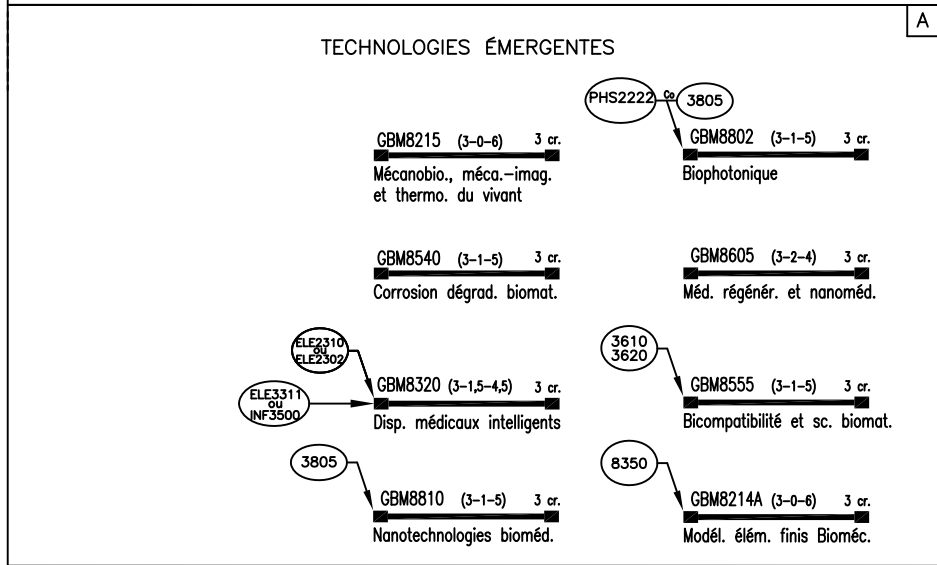 A
TECHNOLOGIES ÉMERGENTES
PHS2222 Co 3805
GBM8215 (3-0-6) 3 cr.
Mécanobio., méca.-imag.
et thermo. du vivant
GBM8802 (3-1-5) 3 cr.
Biophotonique
GBM8540 (3-1-5) 3 cr.
Corrosion dégrad. biomat.
GBM8605 (3-2-4) 3 cr.
Méd. régénér. et nanoméd.
ELE2310
ou
ELE2302
ELE3311
ou
INF3500
GBM8320 (3-1,5-4,5) 3 cr.
Disp. médicaux intelligents
3610
3620
GBM8555 (3-1-5) 3 cr.
Bicompatibilité et sc. biomat.
3805
GBM8810 (3-1-5) 3 cr.
Nanotechnologies bioméd.
8350
GBM8214A (3-0-6) 3 cr.
Modél. élém. finis Bioméc.